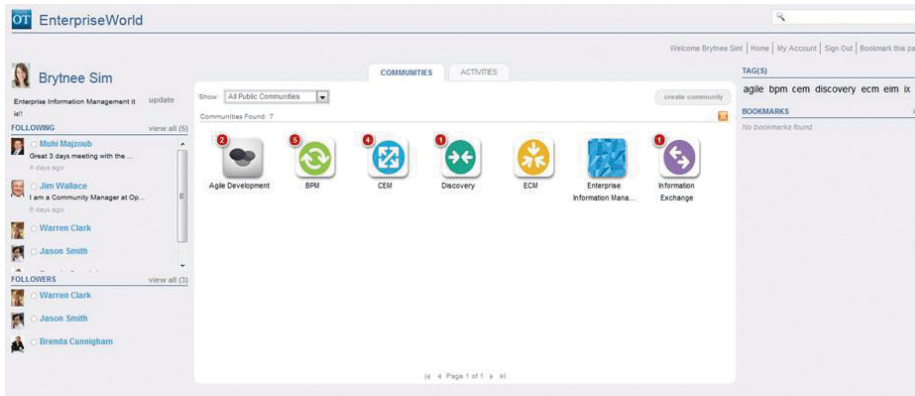 OT EnterpriseWorld
Welcome Brytnee Sim | Home | My Account | Sign Out | Bookmark this pa
Brytnee Sim
Enterprise Information Management it
is!!
update
FOLLOWING
view all (5)
Muhi Majzoub
Great 3 days meeting with the ...
4 days ago
Jim Wallace
I am a Community Manager at Op...
8 days ago
Warren Clark
Jason Smith
FOLLOWERS
view all (3)
Warren Clark
Jason Smith
Brenda Cunnigham
COMMUNITIES
ACTIVITIES
Show:
All Public Communities
create community
Communities Found: 7
2
5
4
1
1
Agile Development
BPM
CEM
Discovery
ECM
Enterprise
Information Mana...
Information
Exchange
Page 1 of 1
TAG(S)
agile bpm cem discovery ecm eim ix
BOOKMARKS
No bookmarks found.